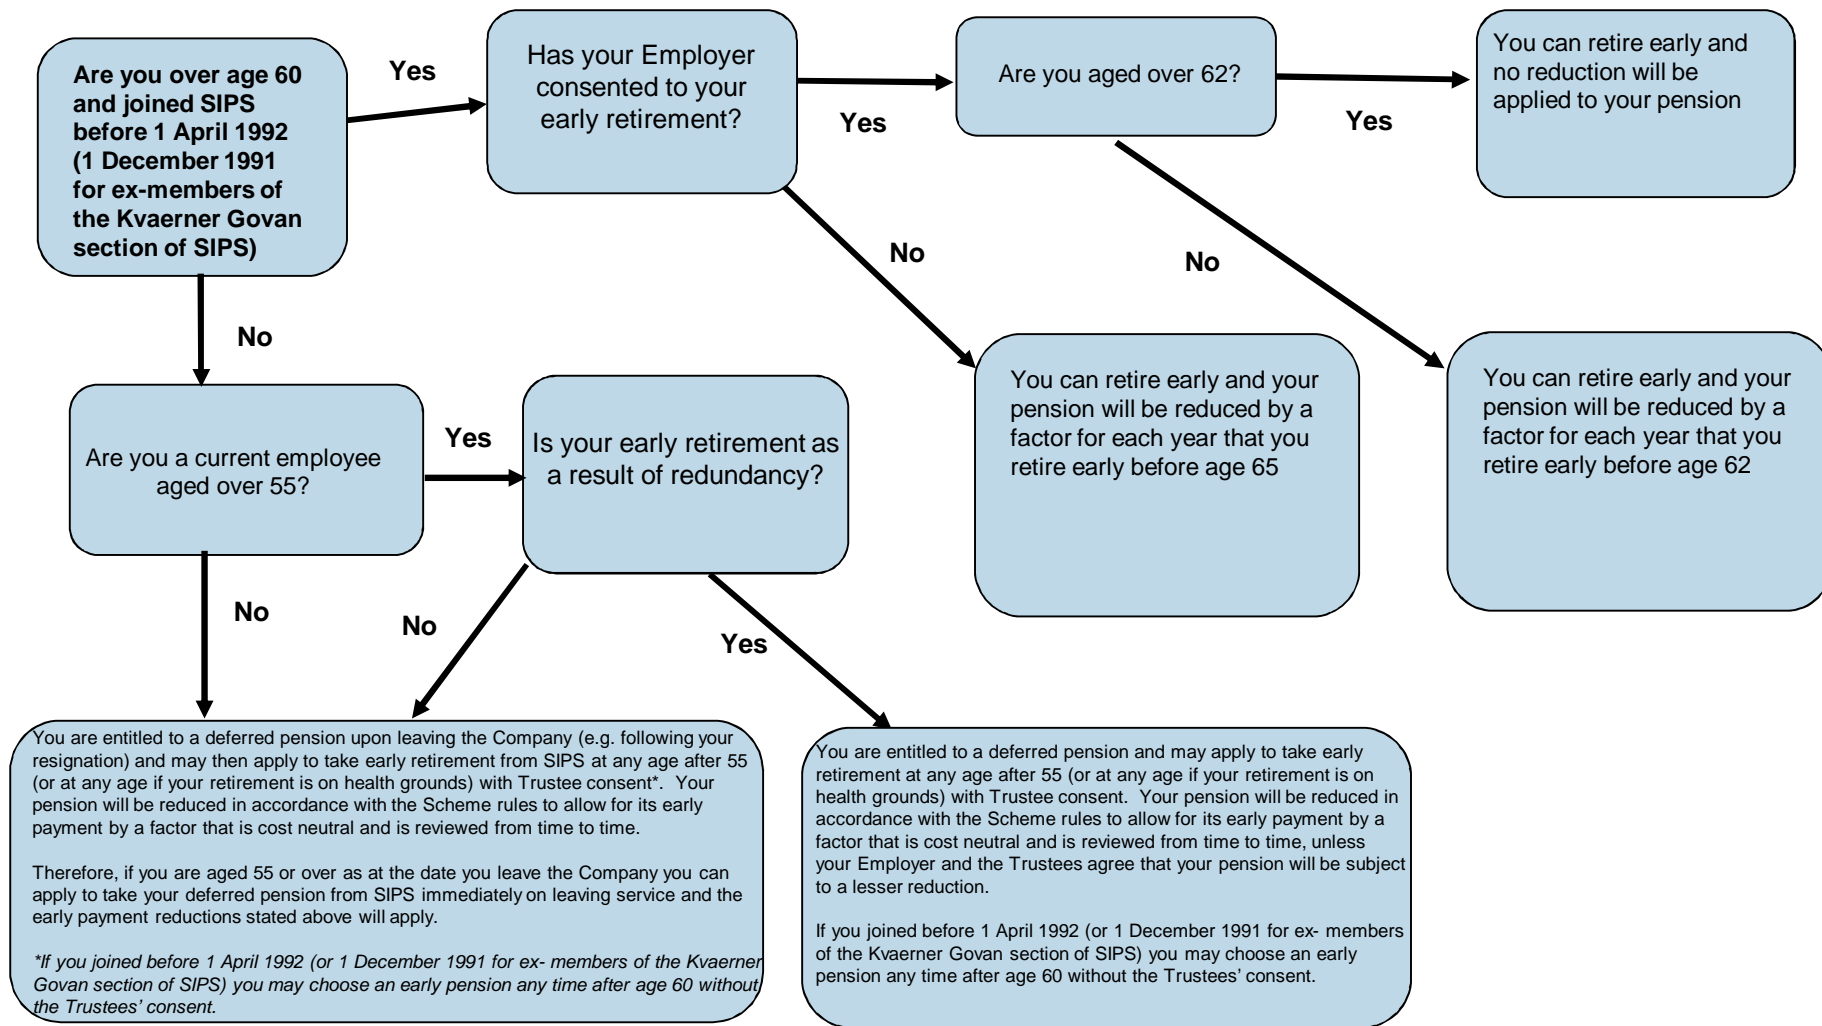 Are you over age 60
and joined SIPS
before 1 April 1992
(1 December 1991
for ex-members of
the Kvaerner Govan
section of SIPS)
Yes
Has your Employer
consented to your
early retirement?
Yes
Are you aged over 62?
Yes
You can retire early and
no reduction will be
applied to your pension
No
No
No
You can retire early and your
pension will be reduced by a
factor for each year that you
retire early before age 65
You can retire early and your
pension will be reduced by a
factor for each year that you
retire early before age 62
Are you a current employee
aged over 55?
Yes
Is your early retirement as
a result of redundancy?
No
No
Yes
You are entitled to a deferred pension upon leaving the Company (e.g. following your
resignation) and may then apply to take early retirement from SIPS at any age after 55
(or at any age if your retirement is on health grounds) with Trustee consent*. Your
pension will be reduced in accordance with the Scheme rules to allow for its early
payment by a factor that is cost neutral and is reviewed from time to time.
Therefore, if you are aged 55 or over as at the date you leave the Company you can
apply to take your deferred pension from SIPS immediately on leaving service and the
early payment reductions stated above will apply.
*If you joined before 1 April 1992 (or 1 December 1991 for ex- members of the Kvaerner
Govan section of SIPS) you may choose an early pension any time after age 60 without
the Trustees' consent.
You are entitled to a deferred pension and may apply to take early
retirement at any age after 55 (or at any age if your retirement is on
health grounds) with Trustee consent. Your pension will be reduced in
accordance with the Scheme rules to allow for its early payment by a
factor that is cost neutral and is reviewed from time to time, unless
your Employer and the Trustees agree that your pension will be subject
to a lesser reduction.
If you joined before 1 April 1992 (or 1 December 1991 for ex- members
of the Kvaerner Govan section of SIPS) you may choose an early
pension any time after age 60 without the Trustees' consent.